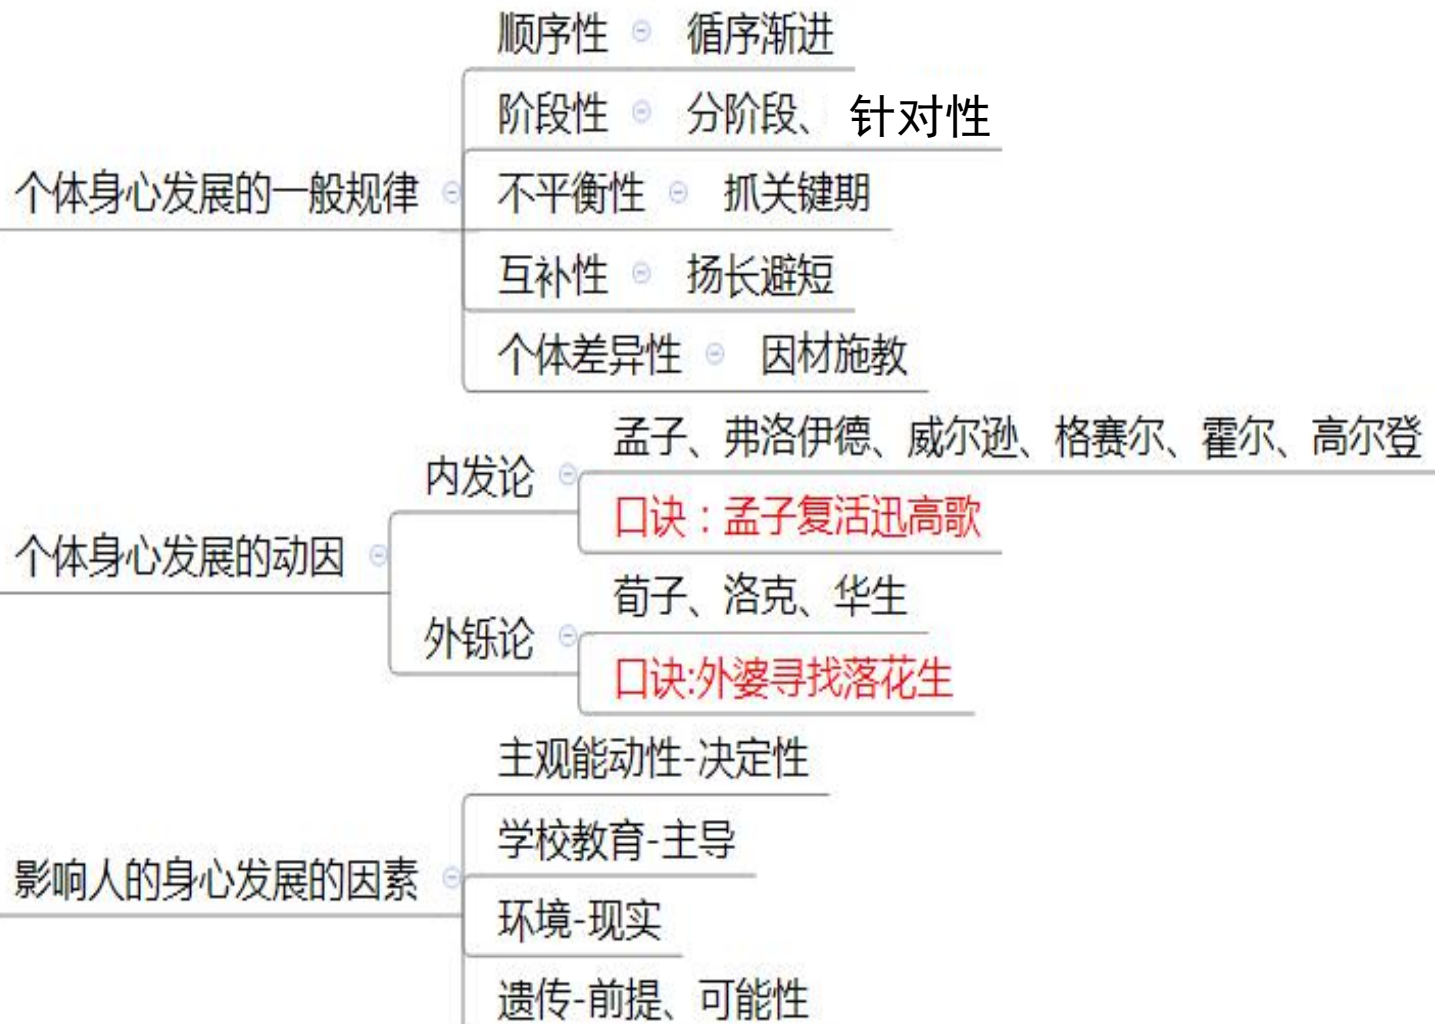 顺序性 循序渐进
阶段性 分阶段、 针对性
个体身心发展的一般规律
不平衡性 抓关键期
互补性 扬长避短
个体差异性 因材施教
孟子、弗洛伊德、威尔逊、格赛尔、霍尔、高尔登
内发论
口诀：孟子复活迅高歌
个体身心发展的动因
荀子、洛克、华生
外铄论
口诀:外婆寻找落花生
主观能动性-决定性
学校教育-主导
影响人的身心发展的因素
环境-现实
遗传-前提、可能性